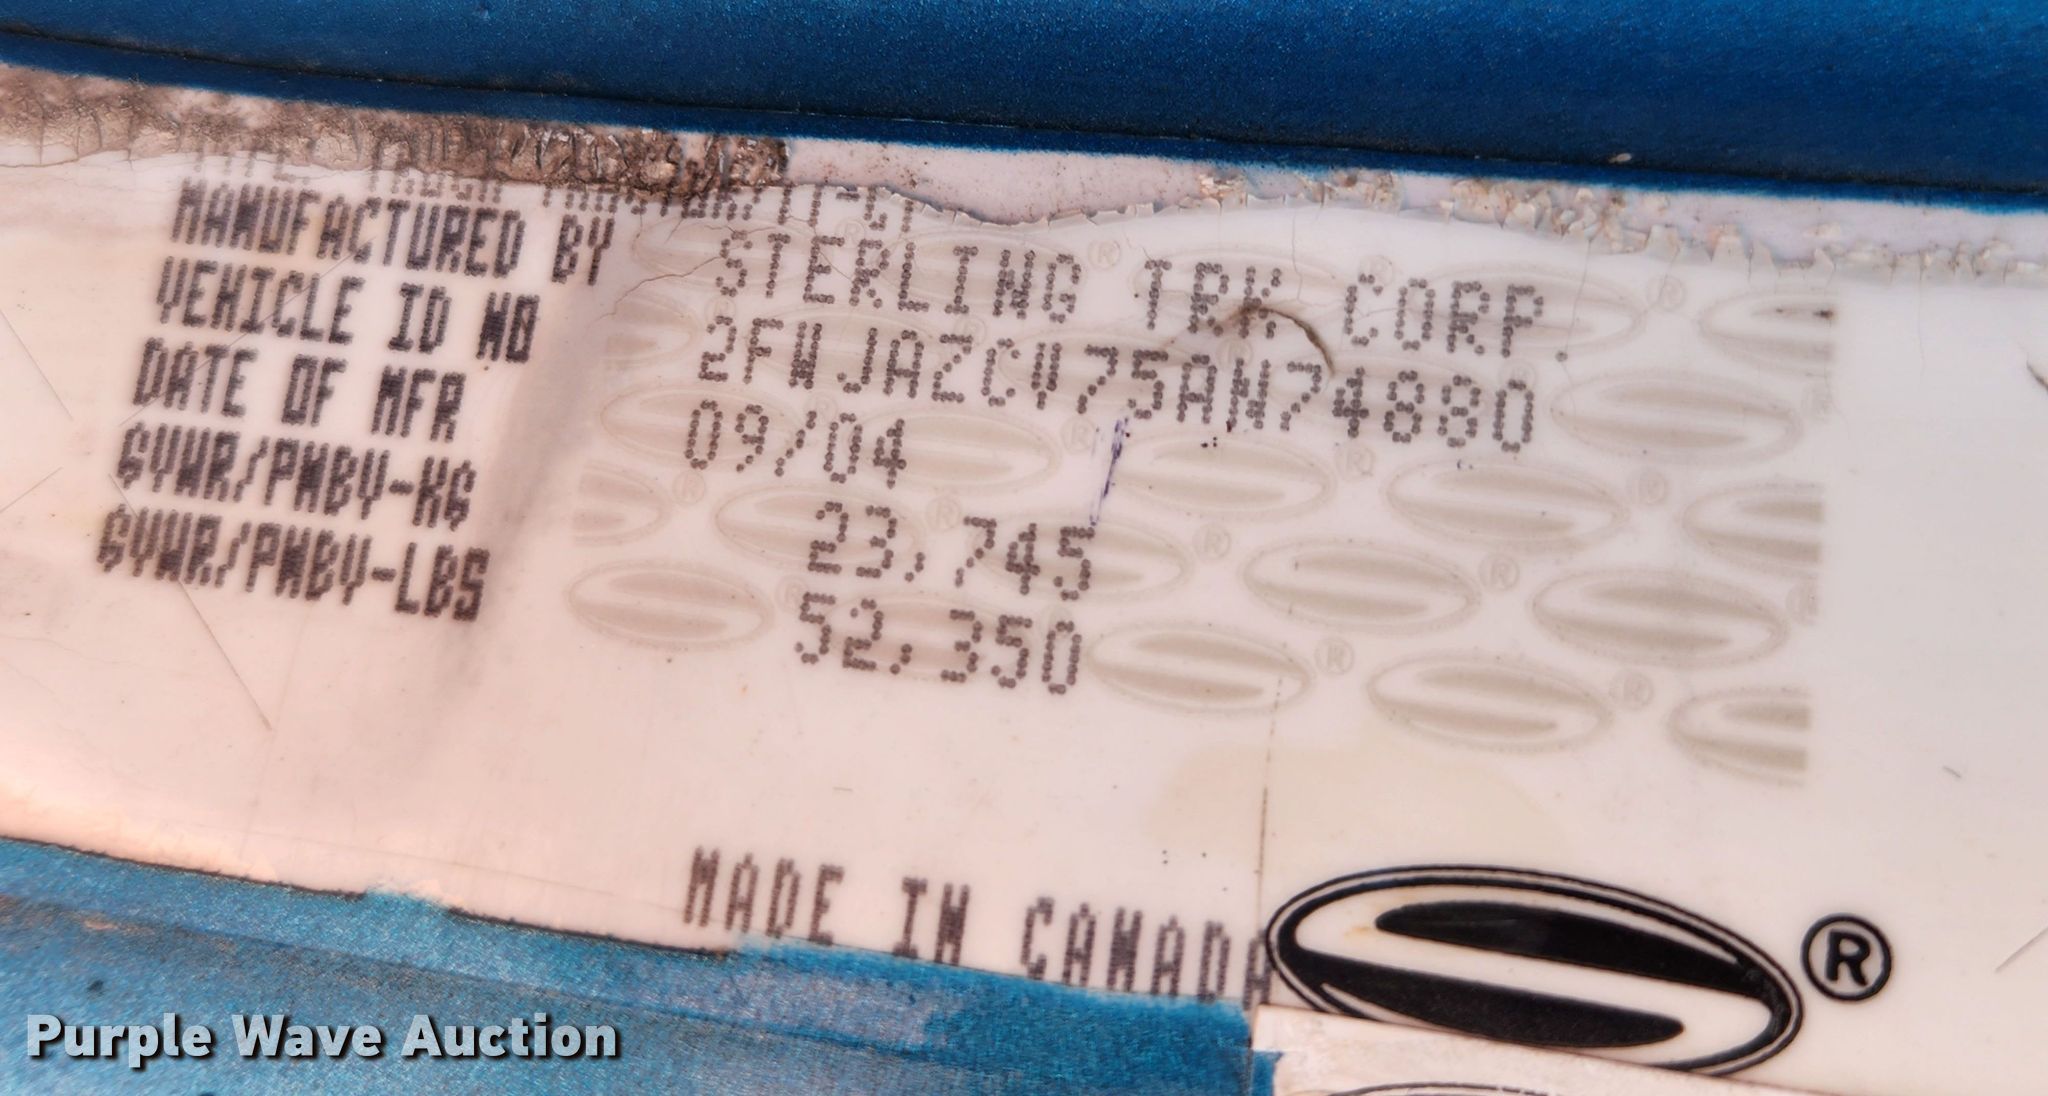 MANUFACTURED BY STERLING TRK CORP.
VEHICLE ID NO 2FWJAZCV75AN74880
DATE OF MFR 09/04
GVWR/PNBV-KG 23,745
GVWR/PNBV-LBS 52,350
MADE IN CANADA
®
Purple Wave Auction